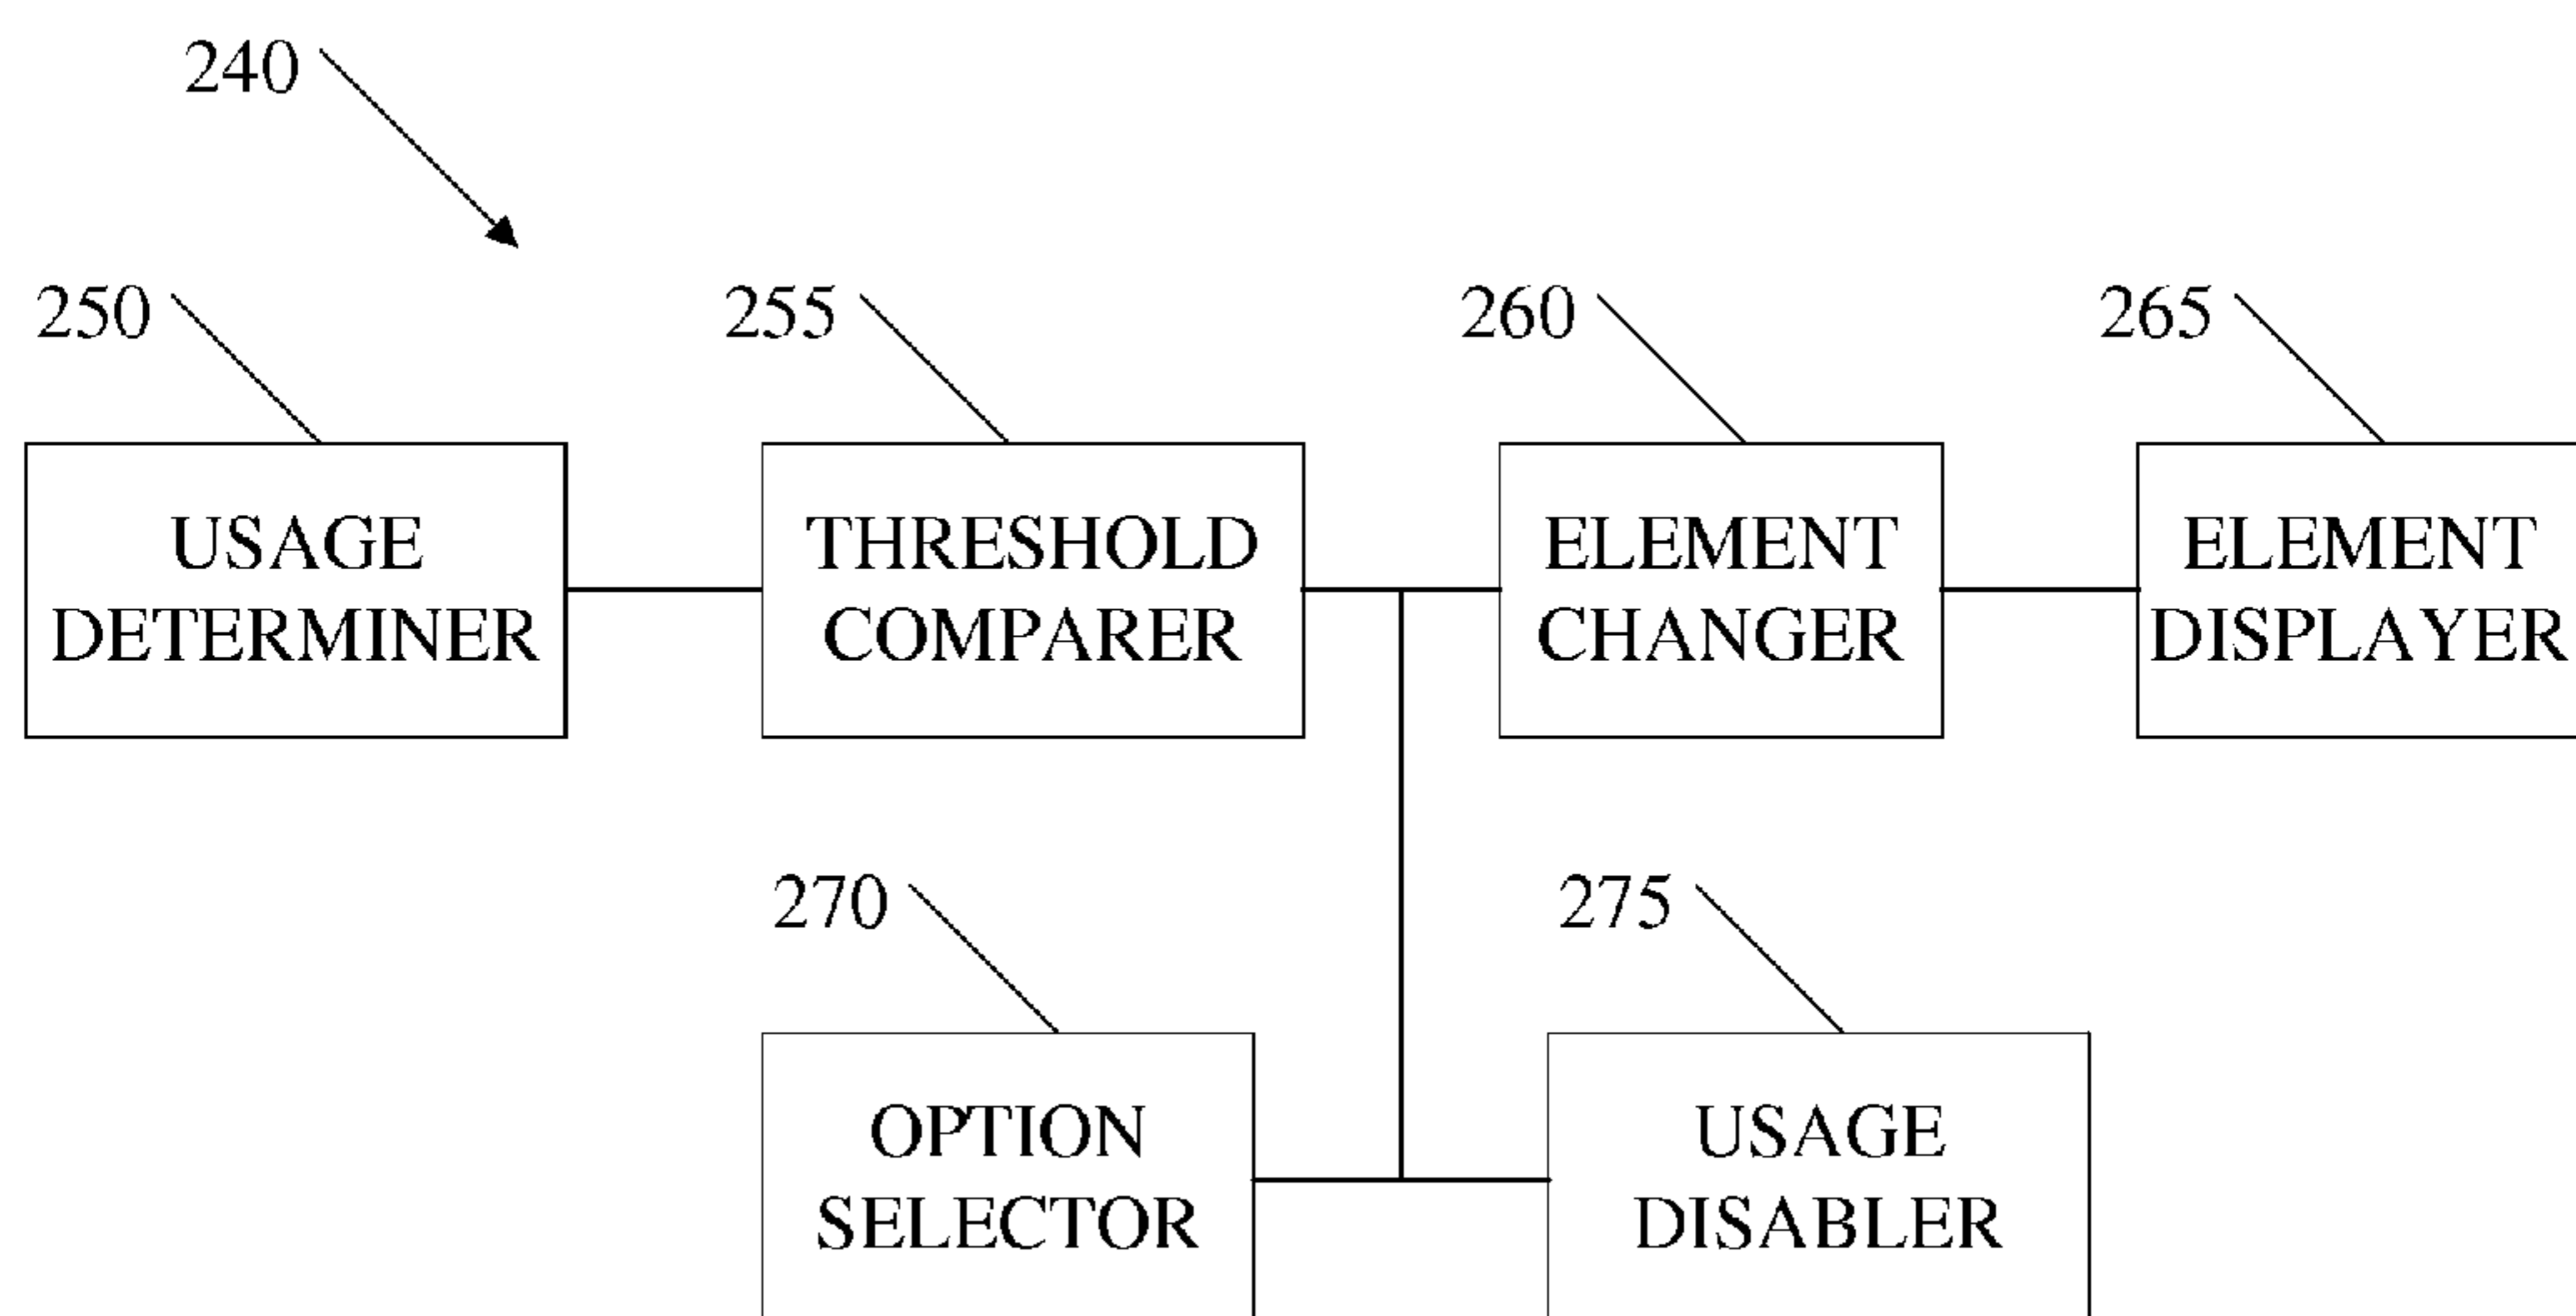 240
250
255
260
265
USAGE
DETERMINER
THRESHOLD
COMPARER
ELEMENT
CHANGER
ELEMENT
DISPLAYER
270
275
OPTION
SELECTOR
USAGE
DISABLER